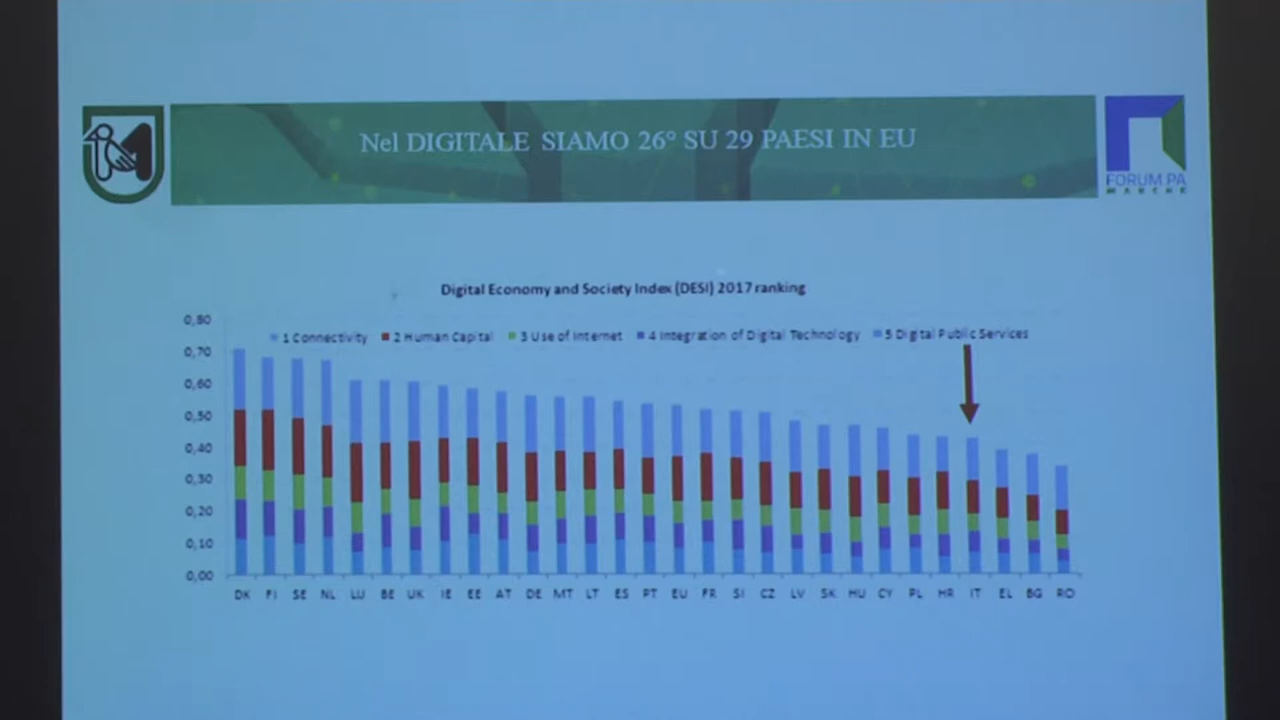 Nel DIGITALE SIAMO 26° SU 29 PAESI IN EU
FORUM PA
MARCHE
Digital Economy and Society Index (DESI) 2017 ranking
1 Connectivity 2 Human Capital 3 Use of Internet 4 Integration of Digital Technology 5 Digital Public Services
0,80
0,70
0,60
0,50
0,40
0,30
0,20
0,10
0,00
DK FI SE NL LU BE UK IE EE AT DE MT LT ES PT EU FR SI CZ LV SK HU CY PL HR IT EL BG RO